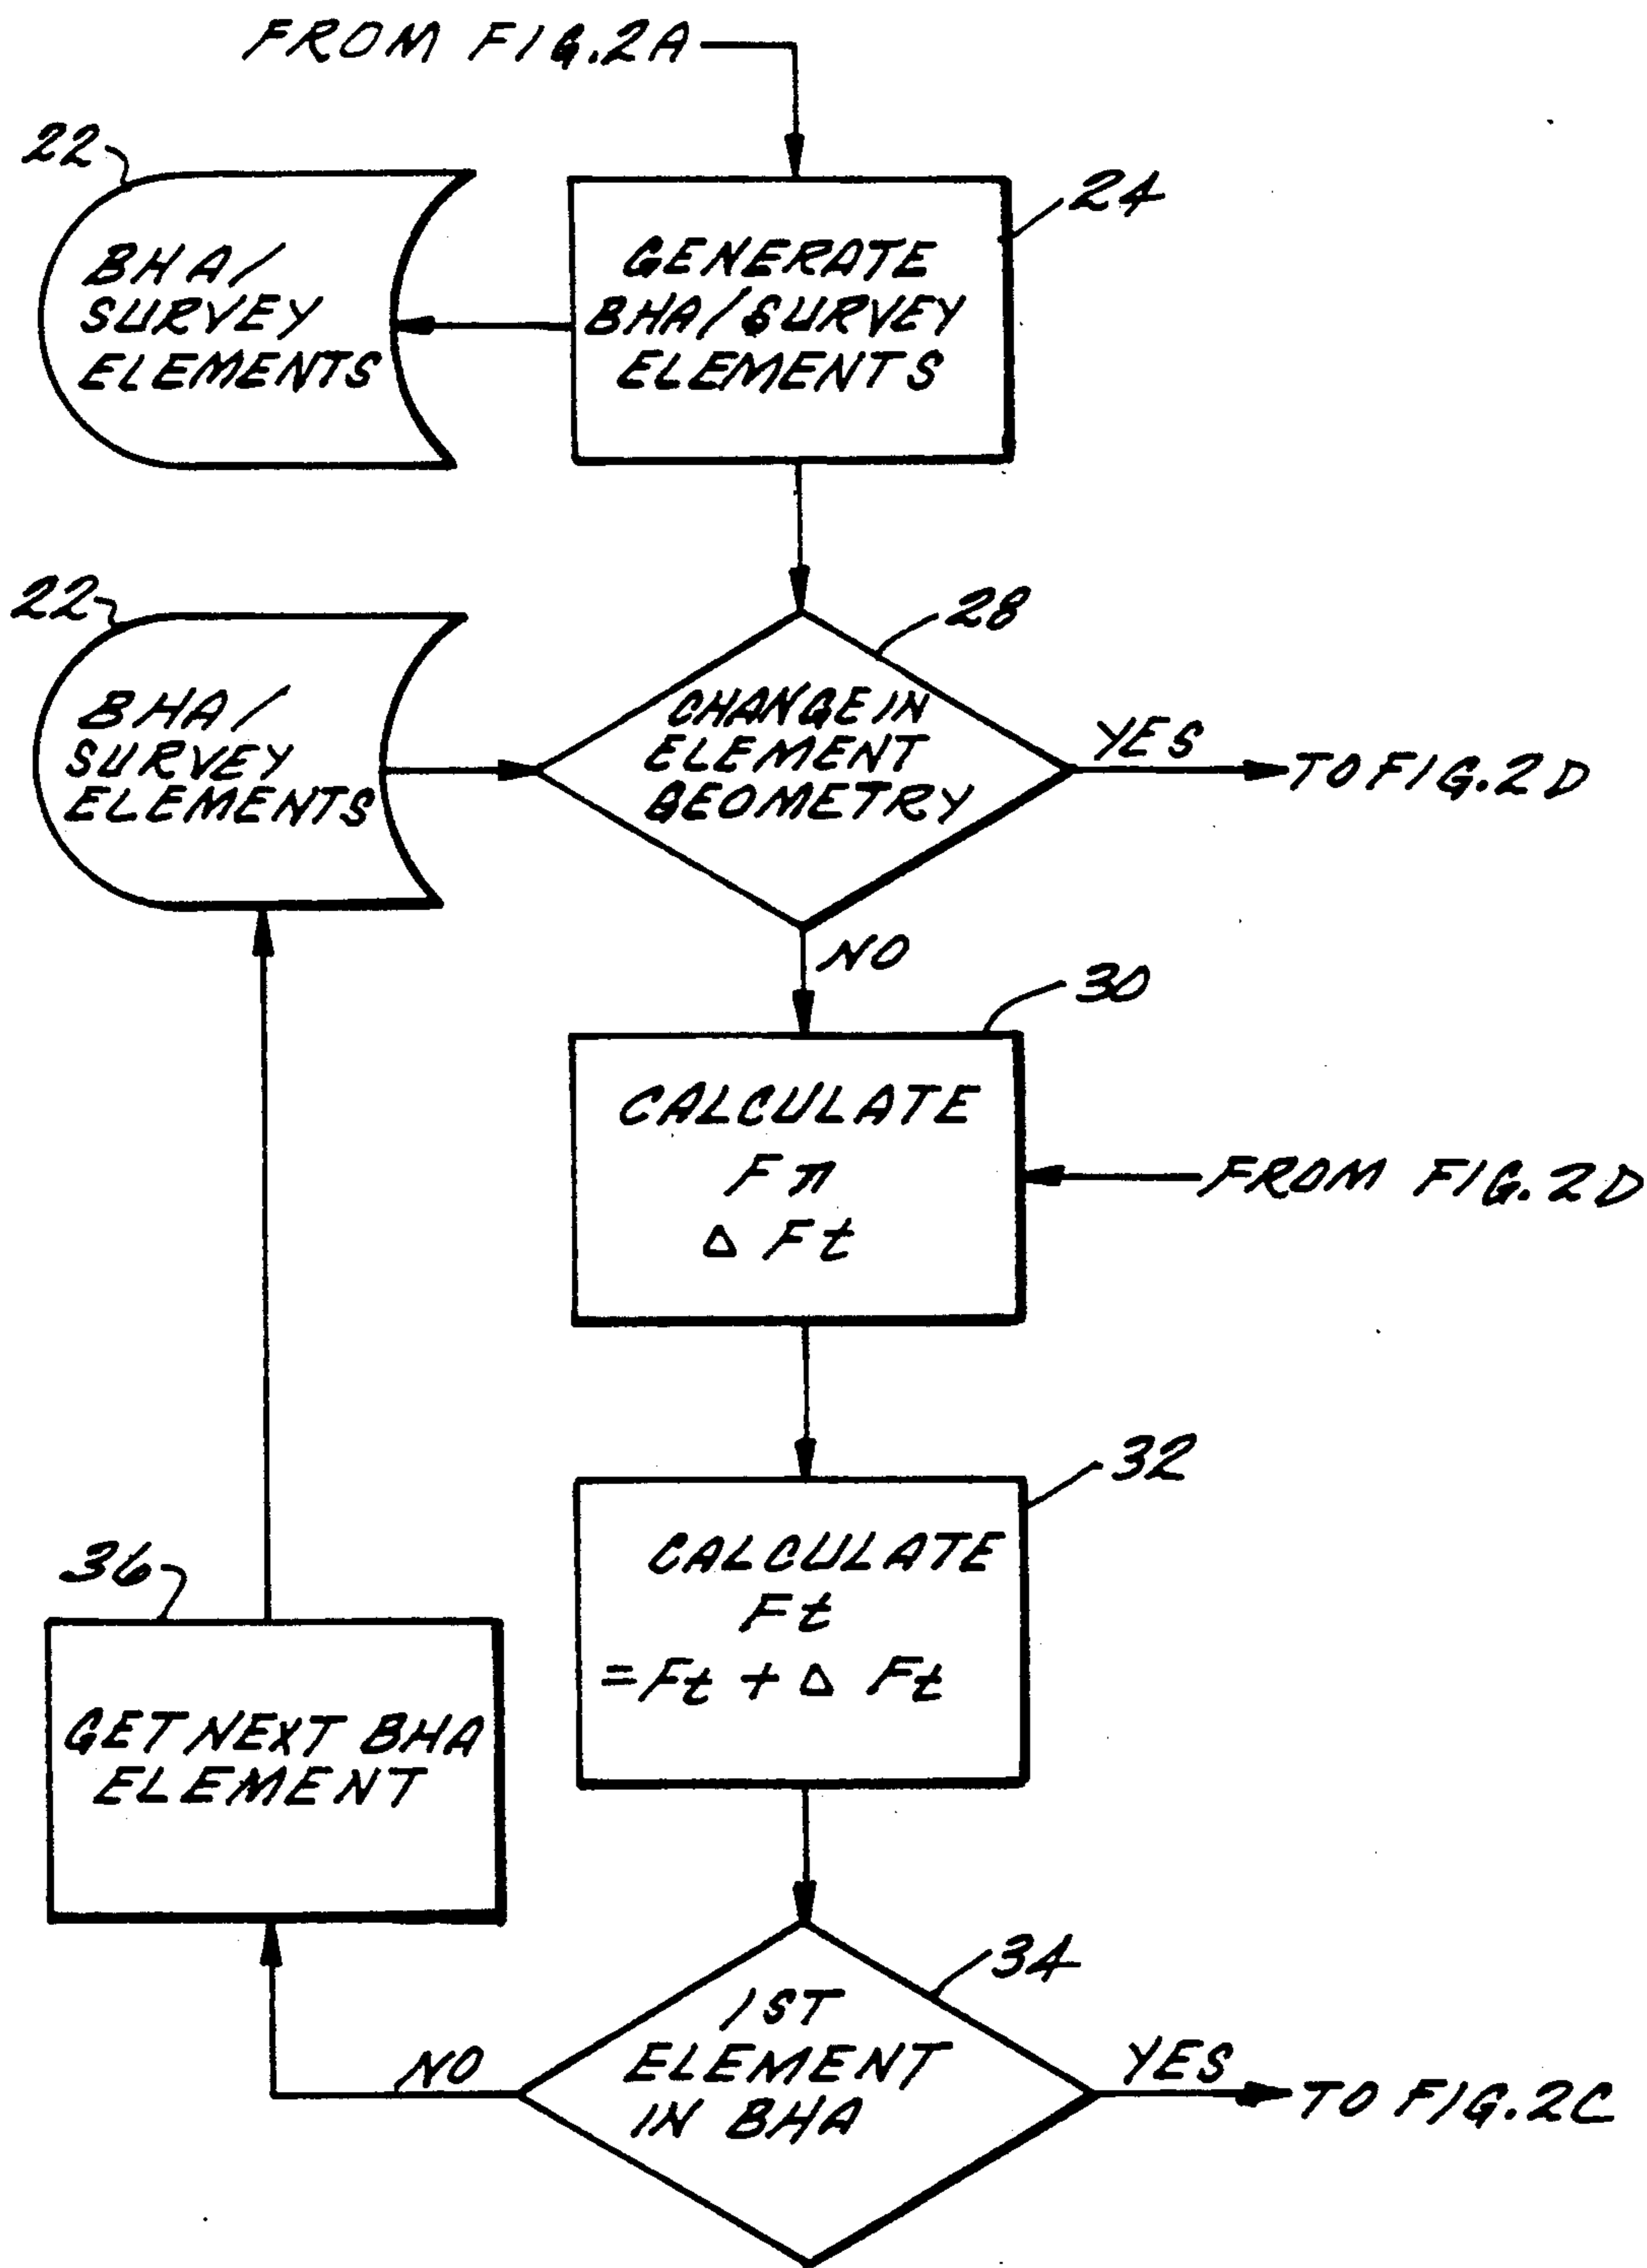 FROM FIG.2A
22
24
BHA/
SURVEY
ELEMENTS
GENERATE
BHA/SURVEY
ELEMENTS
22
28
BHA/
SURVEY
ELEMENTS
CHANGE IN
ELEMENT
GEOMETRY
YES
TO FIG.2D
NO
30
CALCULATE
Fn
Δ Ft
FROM FIG.2D
32
CALCULATE
Ft
=Ft + Δ Ft
36
GET NEXT BHA
ELEMENT
34
1ST
ELEMENT
IN BHA
NO
YES
TO FIG.2C